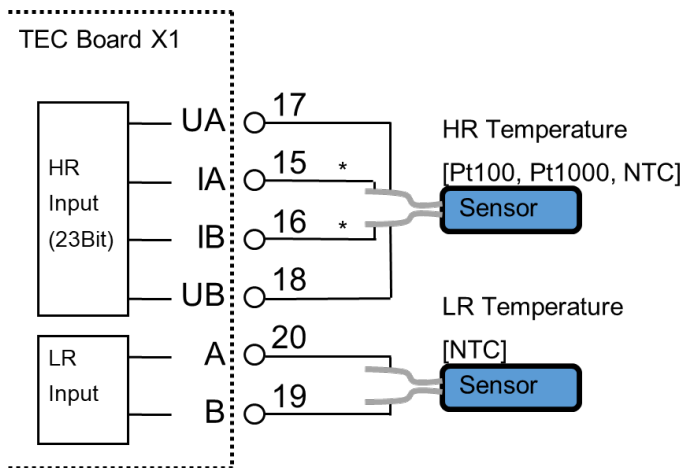 TEC Board X1
HR
Input
(23Bit)
UA
17
IA
15
*
IB
16
*
UB
18
HR Temperature
[Pt100, Pt1000, NTC]
Sensor
LR
Input
A
20
B
19
LR Temperature
[NTC]
Sensor